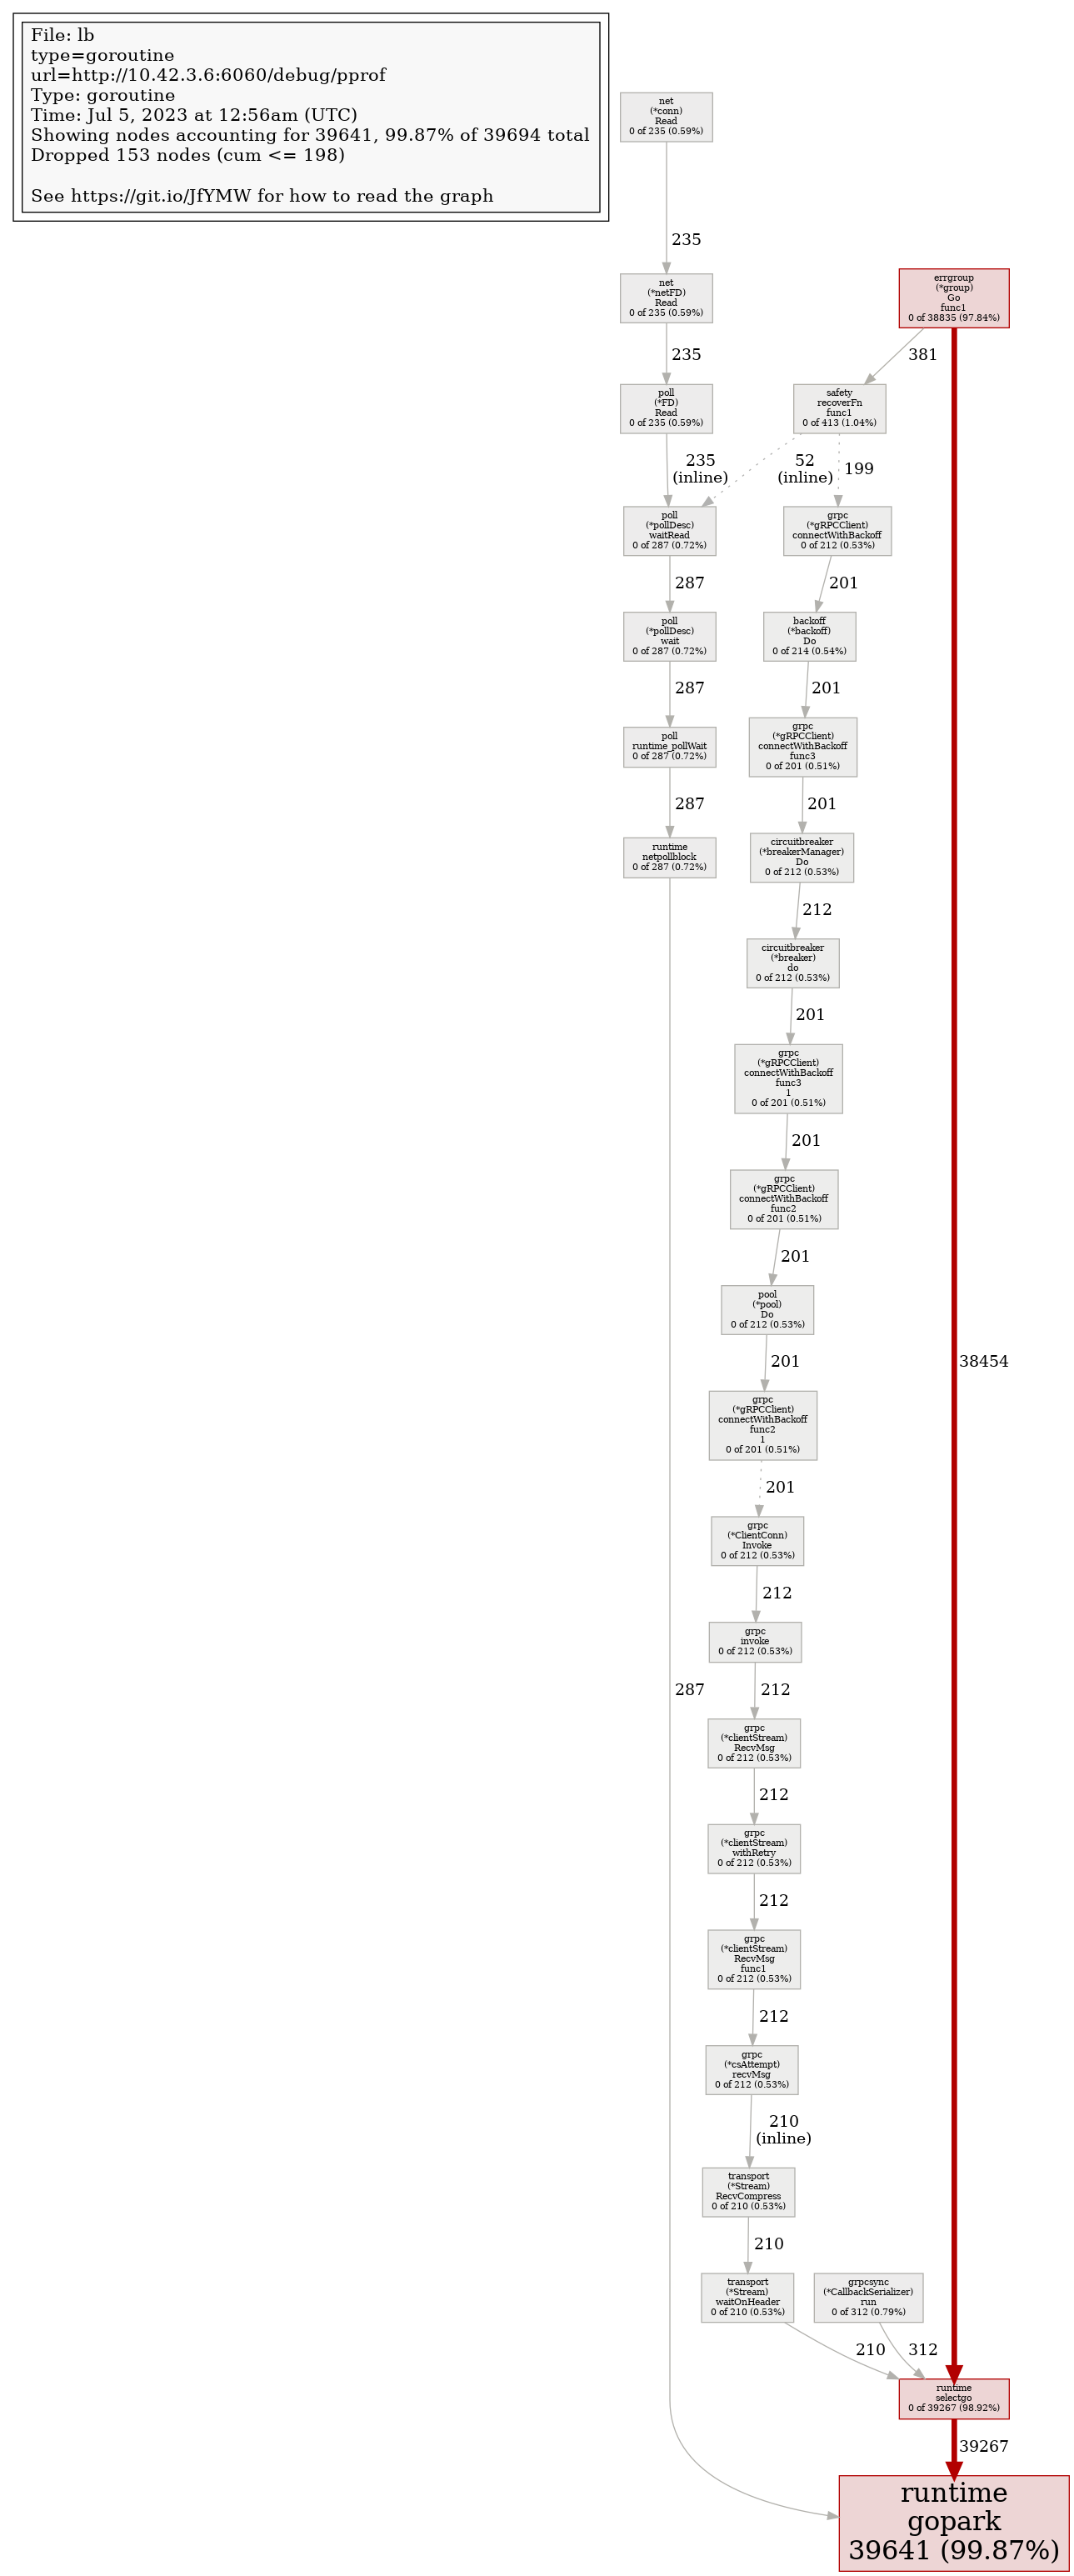 File: lb
type=goroutine
url=http://10.42.3.6:6060/debug/pprof
Type: goroutine
Time: Jul 5, 2023 at 12:56am (UTC)
Showing nodes accounting for 39641, 99.87% of 39694 total
Dropped 153 nodes (cum <= 198)
See https://git.io/JfYMW for how to read the graph
net
(*conn)
Read
0 of 235 (0.59%)
235
net
(*netFD)
Read
0 of 235 (0.59%)
errgroup
(*group)
Go
func1
0 of 38835 (97.84%)
235
381
poll
(*FD)
Read
0 of 235 (0.59%)
safety
recoverFn
func1
0 of 413 (1.04%)
235
(inline)
52
(inline)
199
poll
(*pollDesc)
waitRead
0 of 287 (0.72%)
grpc
(*gRPCClient)
connectWithBackoff
0 of 212 (0.53%)
287
201
poll
(*pollDesc)
wait
0 of 287 (0.72%)
backoff
(*backoff)
Do
0 of 214 (0.54%)
287
201
poll
runtime_pollWait
0 of 287 (0.72%)
grpc
(*gRPCClient)
connectWithBackoff
func3
0 of 201 (0.51%)
287
201
runtime
netpollblock
0 of 287 (0.72%)
circuitbreaker
(*breakerManager)
Do
0 of 212 (0.53%)
212
circuitbreaker
(*breaker)
do
0 of 212 (0.53%)
201
grpc
(*gRPCClient)
connectWithBackoff
func3
1
0 of 201 (0.51%)
201
grpc
(*gRPCClient)
connectWithBackoff
func2
0 of 201 (0.51%)
201
pool
(*pool)
Do
0 of 212 (0.53%)
201
38454
grpc
(*gRPCClient)
connectWithBackoff
func2
1
0 of 201 (0.51%)
201
grpc
(*ClientConn)
Invoke
0 of 212 (0.53%)
212
grpc
invoke
0 of 212 (0.53%)
287
212
grpc
(*clientStream)
RecvMsg
0 of 212 (0.53%)
212
grpc
(*clientStream)
withRetry
0 of 212 (0.53%)
212
grpc
(*clientStream)
RecvMsg
func1
0 of 212 (0.53%)
212
grpc
(*csAttempt)
recvMsg
0 of 212 (0.53%)
210
(inline)
transport
(*Stream)
RecvCompress
0 of 210 (0.53%)
210
transport
(*Stream)
waitOnHeader
0 of 210 (0.53%)
grpcsync
(*CallbackSerializer)
run
0 of 312 (0.79%)
210
312
runtime
selectgo
0 of 39267 (98.92%)
39267
runtime
gopark
39641 (99.87%)